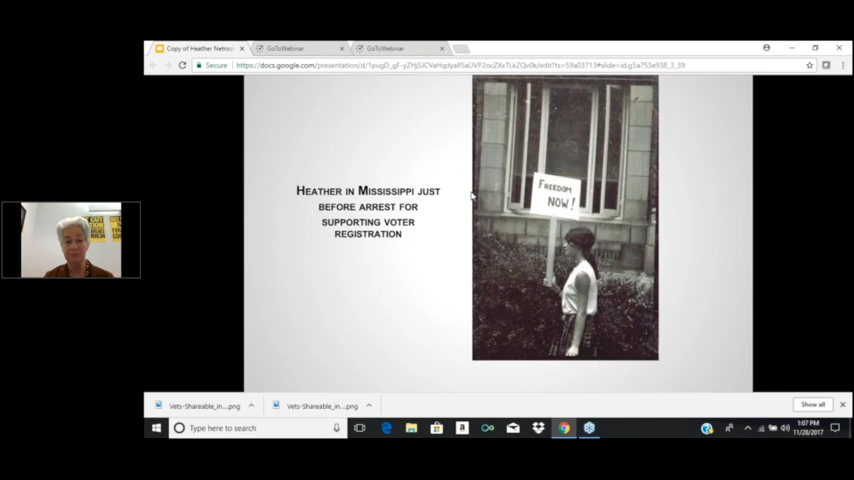 Copy of Heather Netroo
GoToWebinar
GoToWebinar
Secure
HEATHER IN MISSISSIPPI JUST
BEFORE ARREST FOR
SUPPORTING VOTER
REGISTRATION
FREEDOM
NOW!
Vets-Shareable_in....png
Vets-Shareable_in....png
Show all
Type here to search
1:07 PM
11/28/2017